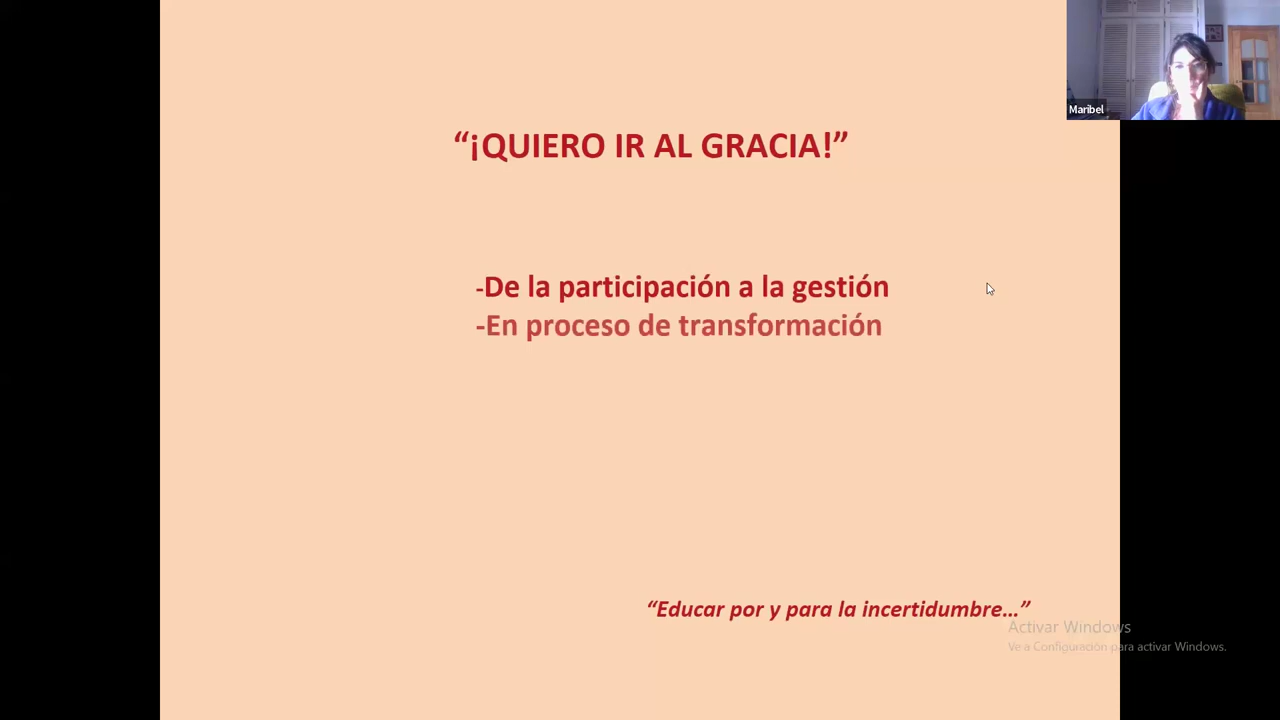 Maribel
“¡QUIERO IR AL GRACIA!”
-De la participación a la gestión
-En proceso de transformación
“Educar por y para la incertidumbre…”
Activar Windows
Ve a Configuración para activar Windows.